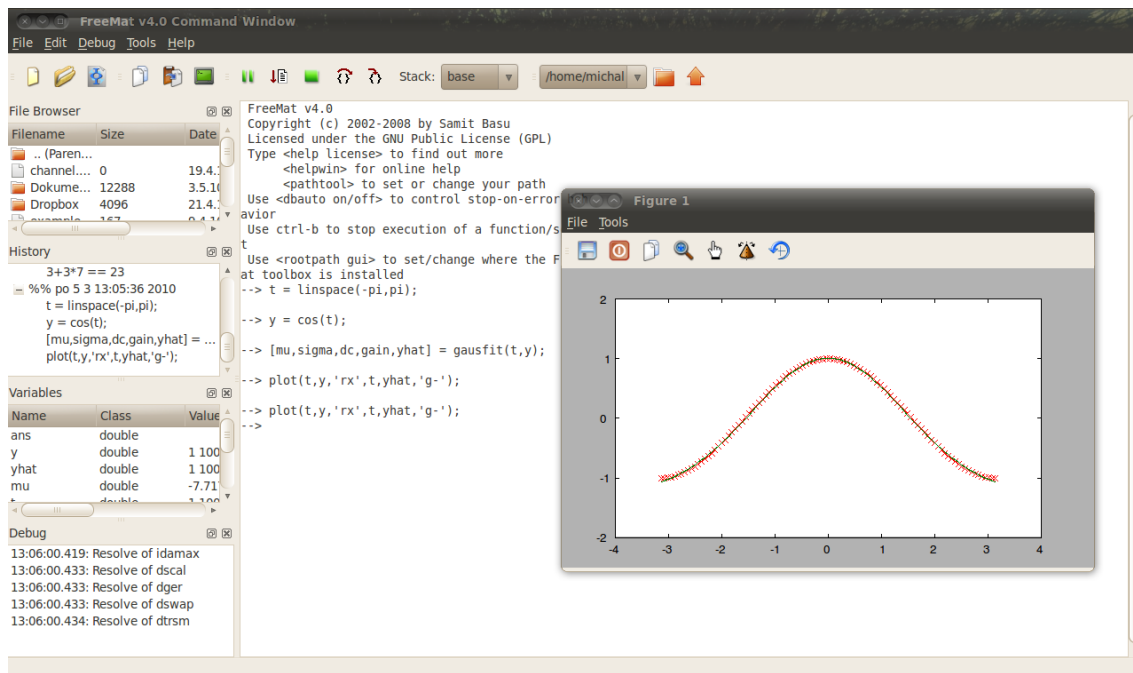 FreeMat v4.0 Command Window
File Edit Debug Tools Help
Stack: base /home/michal
File Browser
Filename Size Date
.. (Paren...
channel.... 0 19.4.
Dokume... 12288 3.5.1
Dropbox 4096 21.4.
example 167
History
3+3*7 == 23
%% po 5 3 13:05:36 2010
t = linspace(-pi,pi);
y = cos(t);
[mu,sigma,dc,gain,yhat] = ...
plot(t,y,'rx',t,yhat,'g-');
Variables
Name Class Value
ans double
y double 1 100
yhat double 1 100
mu double -7.71
t double 1 100
Debug
13:06:00.419: Resolve of idamax
13:06:00.433: Resolve of dscal
13:06:00.433: Resolve of dger
13:06:00.433: Resolve of dswap
13:06:00.434: Resolve of dtrsm
FreeMat v4.0
Copyright (c) 2002-2008 by Samit Basu
Licensed under the GNU Public License (GPL)
Type <help license> to find out more
<helpwin> for online help
<pathtool> to set or change your path
Use <dbauto on/off> to control stop-on-error
avior
Use ctrl-b to stop execution of a function/s
t
Use <rootpath gui> to set/change where the F
at toolbox is installed
--> t = linspace(-pi,pi);
--> y = cos(t);
--> [mu,sigma,dc,gain,yhat] = gausfit(t,y);
--> plot(t,y,'rx',t,yhat,'g-');
--> plot(t,y,'rx',t,yhat,'g-');
-->
Figure 1
File Tools
2
1
0
-1
-2
-4 -3 -2 -1 0 1 2 3 4